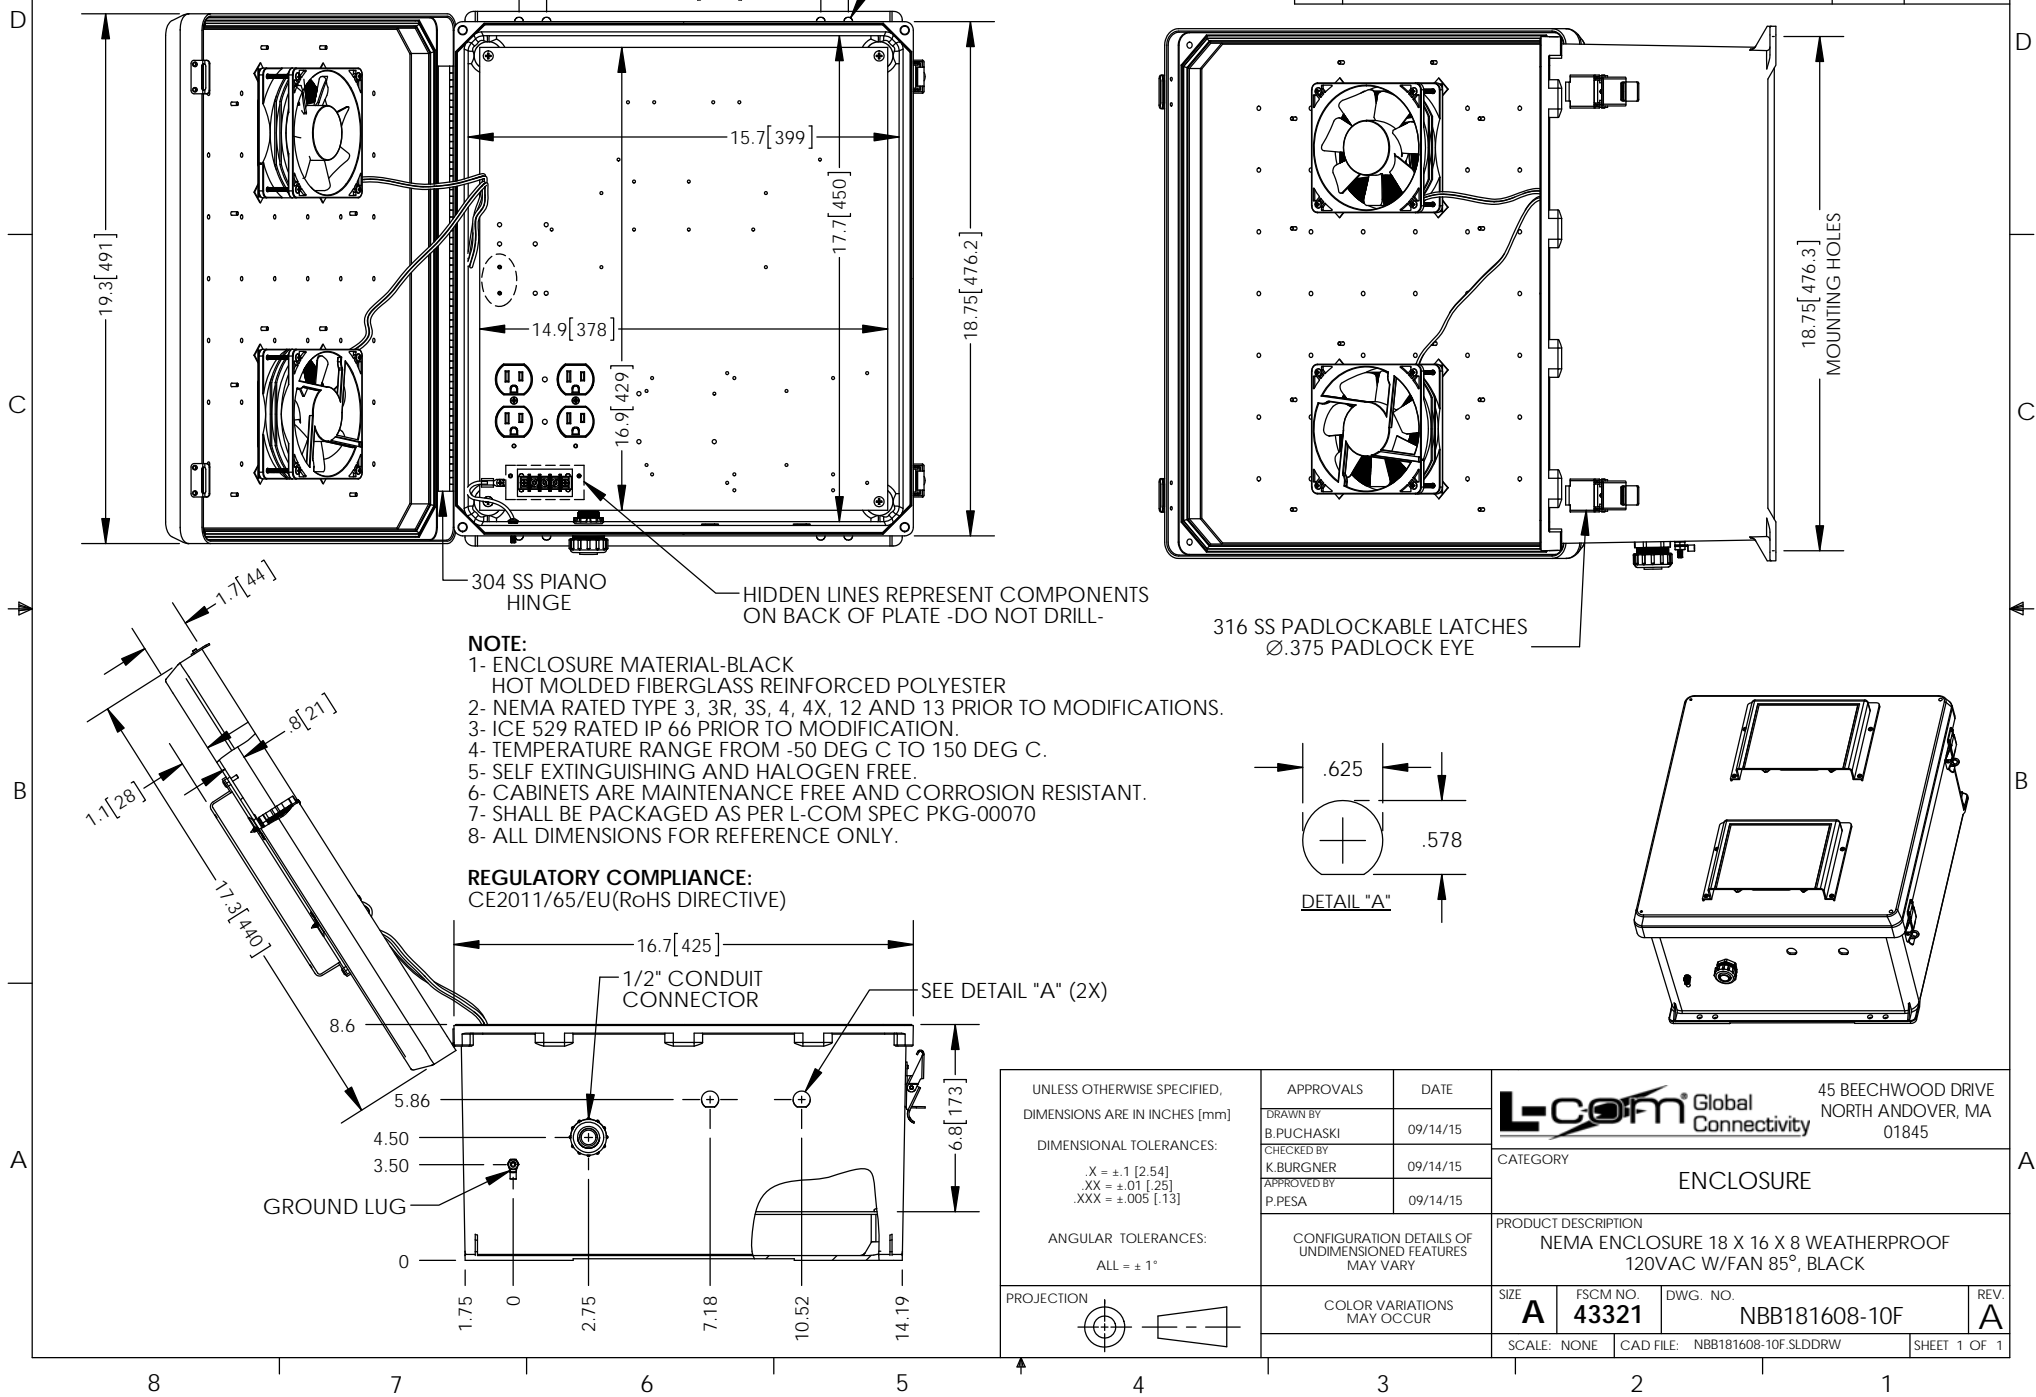 D
D
15.7[399]
17.7[450]
19.3[491]
14.9[378]
16.9[429]
18.75[476.2]
18.75[476.3]
MOUNTING HOLES
C
C
304 SS PIANO
HINGE
HIDDEN LINES REPRESENT COMPONENTS
ON BACK OF PLATE -DO NOT DRILL-
316 SS PADLOCKABLE LATCHES
Ø.375 PADLOCK EYE
1.7[44]
.8[21]
1.1[28]
17.3[440]
NOTE:
1- ENCLOSURE MATERIAL-BLACK
HOT MOLDED FIBERGLASS REINFORCED POLYESTER
2- NEMA RATED TYPE 3, 3R, 3S, 4, 4X, 12 AND 13 PRIOR TO MODIFICATIONS.
3- ICE 529 RATED IP 66 PRIOR TO MODIFICATION.
4- TEMPERATURE RANGE FROM -50 DEG C TO 150 DEG C.
5- SELF EXTINGUISHING AND HALOGEN FREE.
6- CABINETS ARE MAINTENANCE FREE AND CORROSION RESISTANT.
7- SHALL BE PACKAGED AS PER L-COM SPEC PKG-00070
8- ALL DIMENSIONS FOR REFERENCE ONLY.
REGULATORY COMPLIANCE:
CE2011/65/EU(RoHS DIRECTIVE)
B
B
.625
.578
DETAIL "A"
16.7[425]
1/2" CONDUIT
CONNECTOR
SEE DETAIL "A" (2X)
8.6
5.86
4.50
3.50
GROUND LUG
0
6.8[173]
1.75
0
2.75
7.18
10.52
14.19
A
A
UNLESS OTHERWISE SPECIFIED,
DIMENSIONS ARE IN INCHES [mm]
DIMENSIONAL TOLERANCES:
.X = ±.1 [2.54]
.XX = ±.01 [.25]
.XXX = ±.005 [.13]
ANGULAR TOLERANCES:
ALL = ± 1°
PROJECTION
APPROVALS DATE
DRAWN BY
B.PUCHASKI 09/14/15
CHECKED BY
K.BURGNER 09/14/15
APPROVED BY
P.PESA 09/14/15
CONFIGURATION DETAILS OF
UNDIMENSIONED FEATURES
MAY VARY
COLOR VARIATIONS
MAY OCCUR
L-com® Global
Connectivity
45 BEECHWOOD DRIVE
NORTH ANDOVER, MA
01845
CATEGORY
ENCLOSURE
PRODUCT DESCRIPTION
NEMA ENCLOSURE 18 X 16 X 8 WEATHERPROOF
120VAC W/FAN 85°, BLACK
SIZE
A
FSCM NO.
43321
DWG. NO.
NBB181608-10F
REV.
A
SCALE: NONE
CAD FILE: NBB181608-10F.SLDDRW
SHEET 1 OF 1
8 7 6 5 4 3 2 1